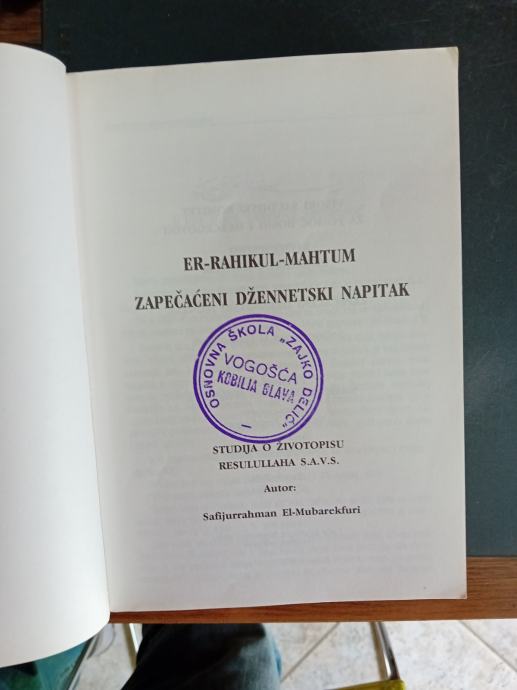 ER-RAHIKUL-MAHTUM
ZAPEČAĆENI DŽENNETSKI NAPITAK
OSNOVNA ŠKOLA „ZAJKO DELIĆ"
VOGOŠĆA
KOBILJA GLAVA
STUDIJA O ŽIVOTOPISU
RESULULLAHA S.A.V.S.
Autor:
Safijurrahman El-Mubarekfuri